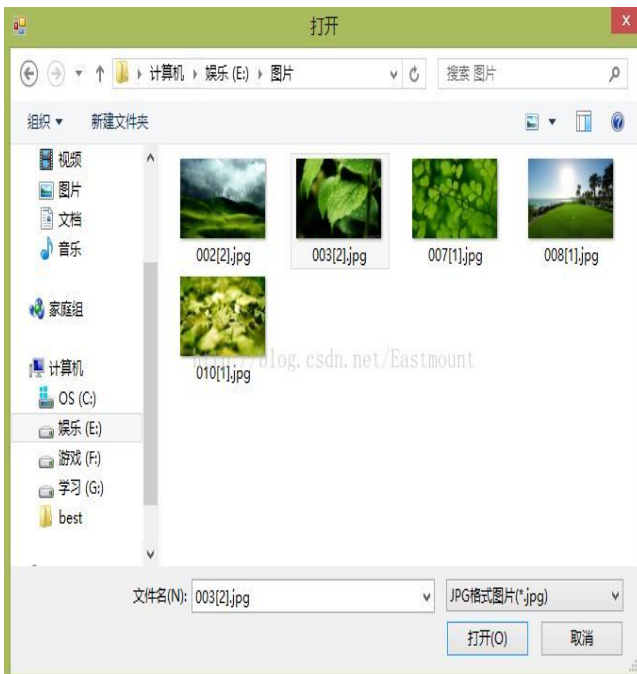 打开
x
计算机 娱乐 (E:) 图片
搜索 图片
组织
新建文件夹
视频
图片
文档
音乐
家庭组
计算机
OS (C:)
娱乐 (E:)
游戏 (F:)
学习 (G:)
best
002[2].jpg
003[2].jpg
007[1].jpg
008[1].jpg
010[1].jpg
http://blog.csdn.net/Eastmount
文件名(N): 003[2].jpg
JPG格式图片(*.jpg)
打开(O)
取消